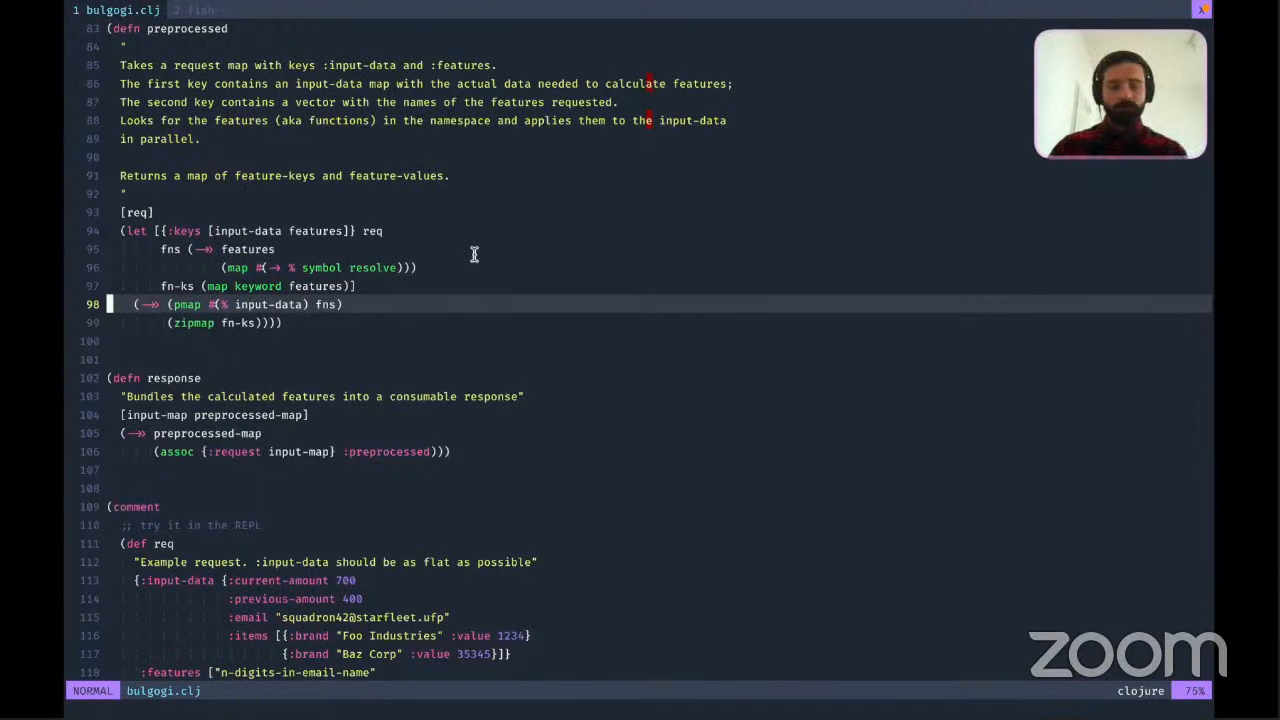 1 bulgogi.clj 2 fish — x
83 (defn preprocessed
84 "
85 Takes a request map with keys :input-data and :features.
86 The first key contains an input-data map with the actual data needed to calculate features;
87 The second key contains a vector with the names of the features requested.
88 Looks for the features (aka functions) in the namespace and applies them to the input-data
89 in parallel.
90
91 Returns a map of feature-keys and feature-values.
92 "
93 [req]
94 (let [{:keys [input-data features]} req
95 fns (->> features
96 (map #(-> % symbol resolve)))
97 fn-ks (map keyword features)]
98 (->> (pmap #(% input-data) fns)
99 (zipmap fn-ks))))
100
101
102 (defn response
103 "Bundles the calculated features into a consumable response"
104 [input-map preprocessed-map]
105 (->> preprocessed-map
106 (assoc {:request input-map} :preprocessed)))
107
108
109 (comment
110 ;; try it in the REPL
111 (def req
112 "Example request. :input-data should be as flat as possible"
113 {:input-data {:current-amount 700
114 :previous-amount 400
115 :email "squadron42@starfleet.ufp"
116 :items [{:brand "Foo Industries" :value 1234}
117 {:brand "Baz Corp" :value 35345}]}
118 :features ["n-digits-in-email-name"
NORMAL bulgogi.clj clojure 75%
zoom